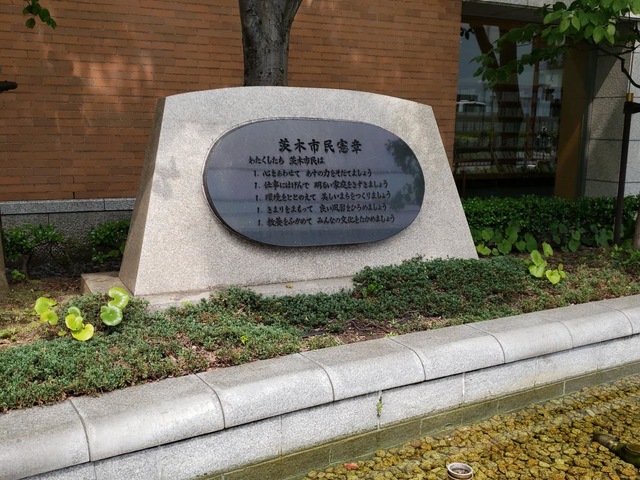 茨木市民憲章
わたくしたち 茨木市民は
1. 心をあわせて あすの力をそだてましょう
1. 仕事にはげんで 明るい家庭をきずきましょう
1. 環境をととのえて 美しいまちをつくりましょう
1. きまりをまもって 良い風習をひろめましょう
1. 教養をふかめて みんなの文化をたかめましょう